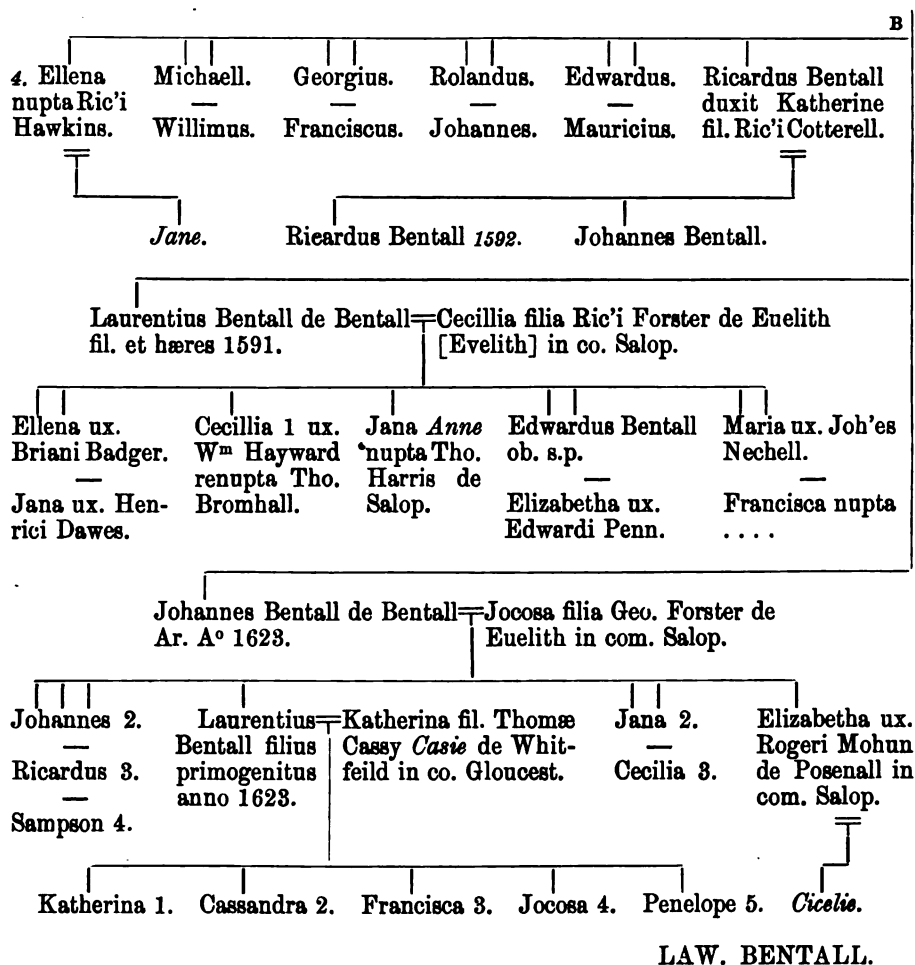 B
4. Ellena
nupta Ric'i
Hawkins.
Michaell.
—
Willimus.
Georgius.
—
Franciscus.
Rolandus.
—
Johannes.
Edwardus.
—
Mauricius.
Ricardus Bentall
duxit Katherine
fil. Ric'i Cotterell.
Jane.
Ricardus Bentall 1592.
Johannes Bentall.
Laurentius Bentall de Bentall
fil. et hæres 1591.
Cecillia filia Ric'i Forster de Euelith
[Evelith] in co. Salop.
Ellena ux.
Briani Badger.
—
Jana ux. Hen-
rici Dawes.
Cecillia 1 ux.
Wm Hayward
renupta Tho.
Bromhall.
Jana Anne
nupta Tho.
Harris de
Salop.
Edwardus Bentall
ob. s.p.
—
Elizabetha ux.
Edwardi Penn.
Maria ux. Joh'es
Nechell.
—
Francisca nupta
. . . .
Johannes Bentall de Bentall
Ar. Ao 1623.
Jocosa filia Geo. Forster de
Euelith in com. Salop.
Johannes 2.
—
Ricardus 3.
—
Sampson 4.
Laurentius
Bentall filius
primogenitus
anno 1623.
Katherina fil. Thomæ
Cassy Casie de Whit-
feild in co. Gloucest.
Jana 2.
—
Cecilia 3.
Elizabetha ux.
Rogeri Mohun
de Posenall in
com. Salop.
Katherina 1.
Cassandra 2.
Francisca 3.
Jocosa 4.
Penelope 5.
Cicelie.
LAW. BENTALL.